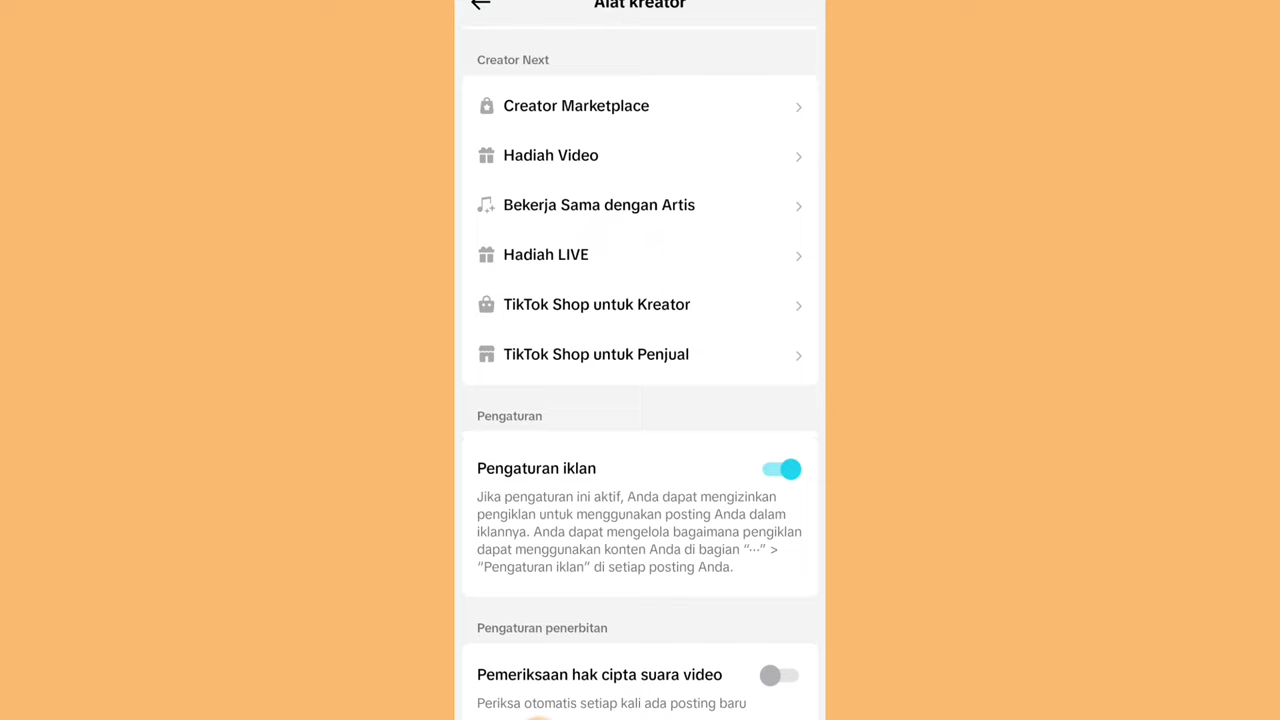 Alat kreator
Creator Next
Creator Marketplace
Hadiah Video
Bekerja Sama dengan Artis
Hadiah LIVE
TikTok Shop untuk Kreator
TikTok Shop untuk Penjual
Pengaturan
Pengaturan iklan
Jika pengaturan ini aktif, Anda dapat mengizinkan
pengiklan untuk menggunakan posting Anda dalam
iklannya. Anda dapat mengelola bagaimana pengiklan
dapat menggunakan konten Anda di bagian “···” >
“Pengaturan iklan” di setiap posting Anda.
Pengaturan penerbitan
Pemeriksaan hak cipta suara video
Periksa otomatis setiap kali ada posting baru